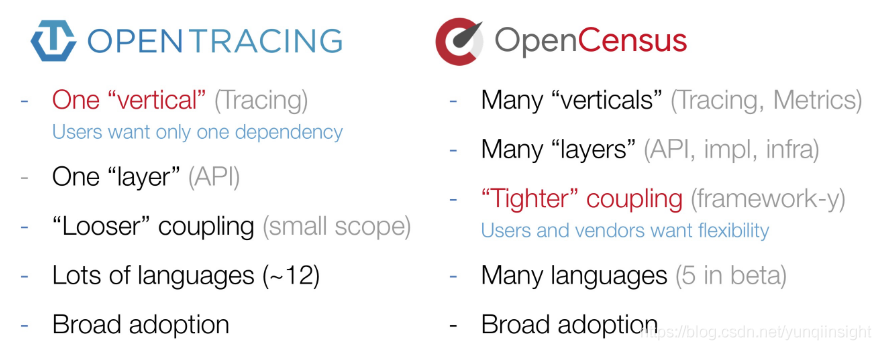 OPENTRACING
- One “vertical” (Tracing)
Users want only one dependency
- One “layer” (API)
- “Looser” coupling (small scope)
- Lots of languages (~12)
- Broad adoption
OpenCensus
- Many “verticals” (Tracing, Metrics)
- Many “layers” (API, impl, infra)
- “Tighter” coupling (framework-y)
Users and vendors want flexibility
- Many languages (5 in beta)
- Broad adoption
https://blog.csdn.net/yunqiinsight